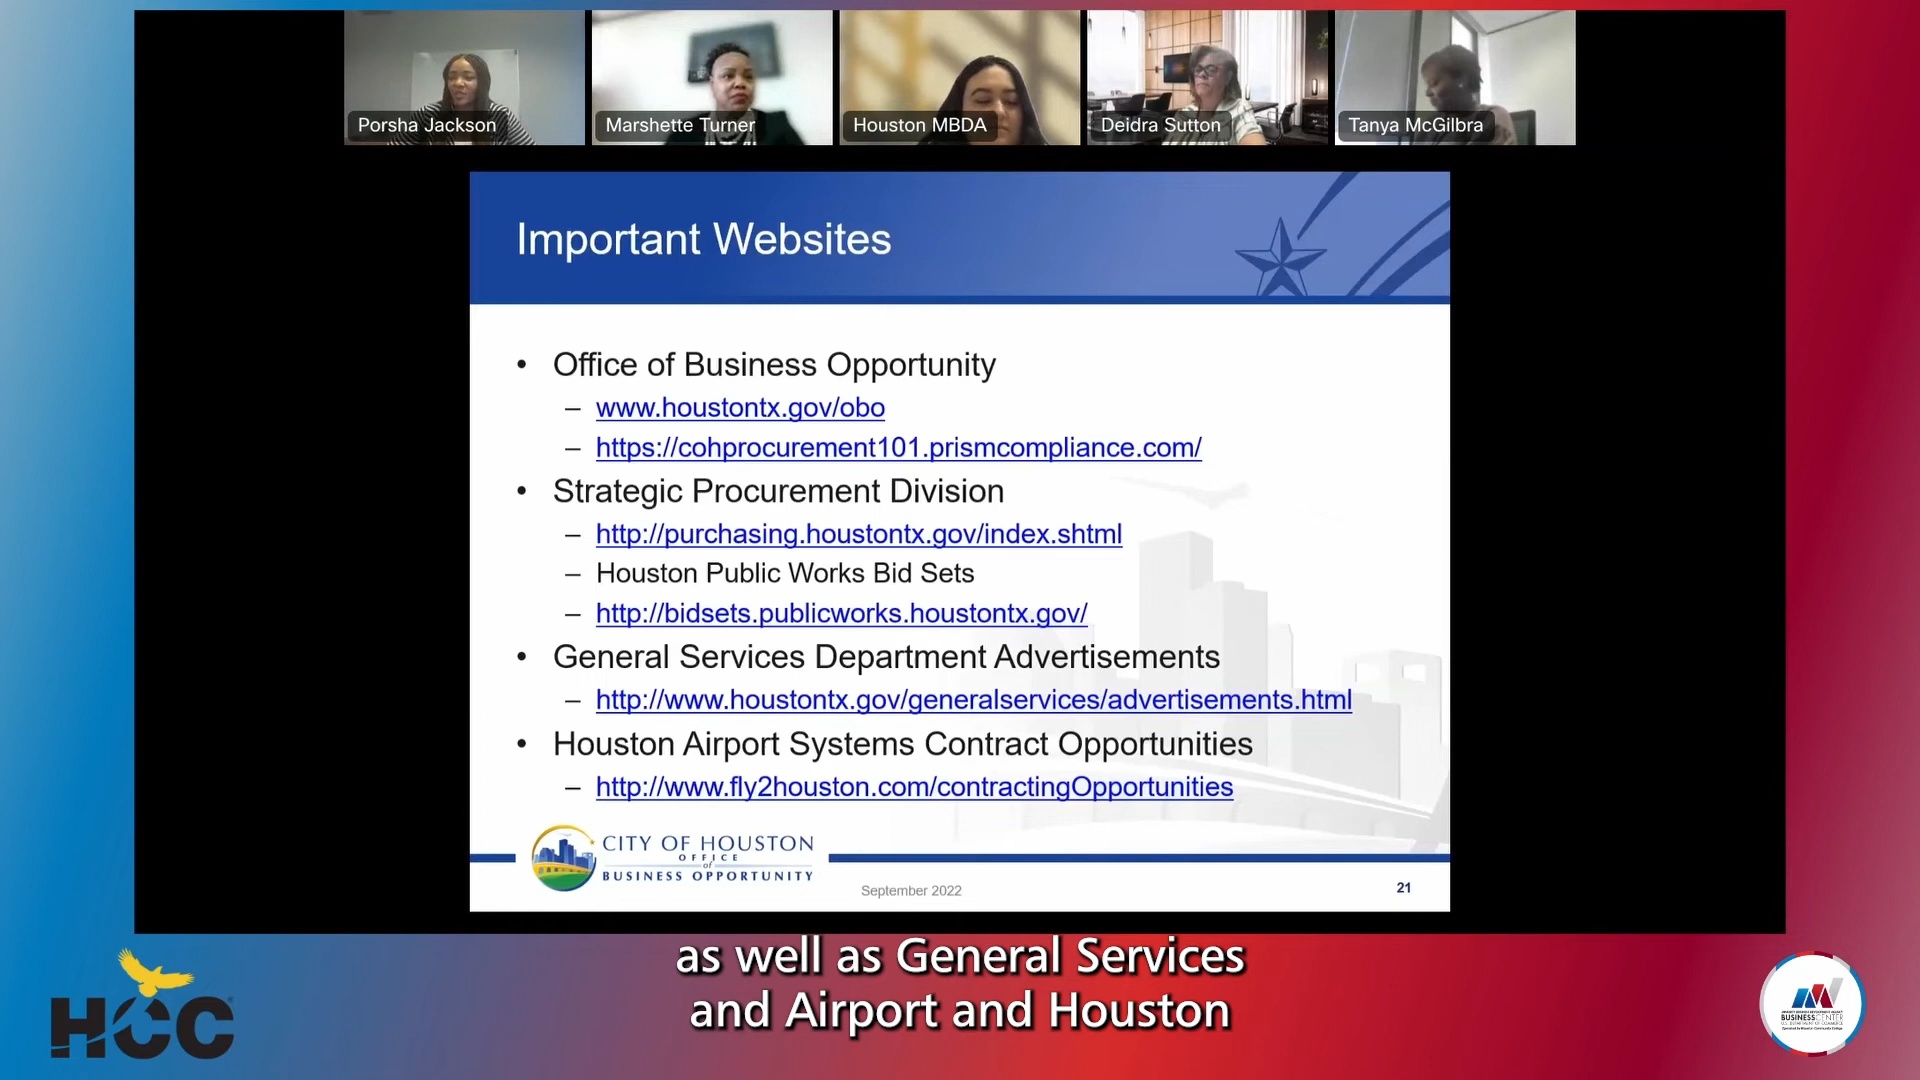 Porsha Jackson
Marshette Turner
Houston MBDA
Deidra Sutton
Tanya McGilbra
Important Websites
• Office of Business Opportunity
– www.houstontx.gov/obo
– https://cohprocurement101.prismcompliance.com/
• Strategic Procurement Division
– http://purchasing.houstontx.gov/index.shtml
– Houston Public Works Bid Sets
– http://bidsets.publicworks.houstontx.gov/
• General Services Department Advertisements
– http://www.houstontx.gov/generalservices/advertisements.html
• Houston Airport Systems Contract Opportunities
– http://www.fly2houston.com/contractingOpportunities
CITY OF HOUSTON
OFFICE
of
BUSINESS OPPORTUNITY
September 2022
21
as well as General Services
and Airport and Houston
HCC
BUSINESS CENTER